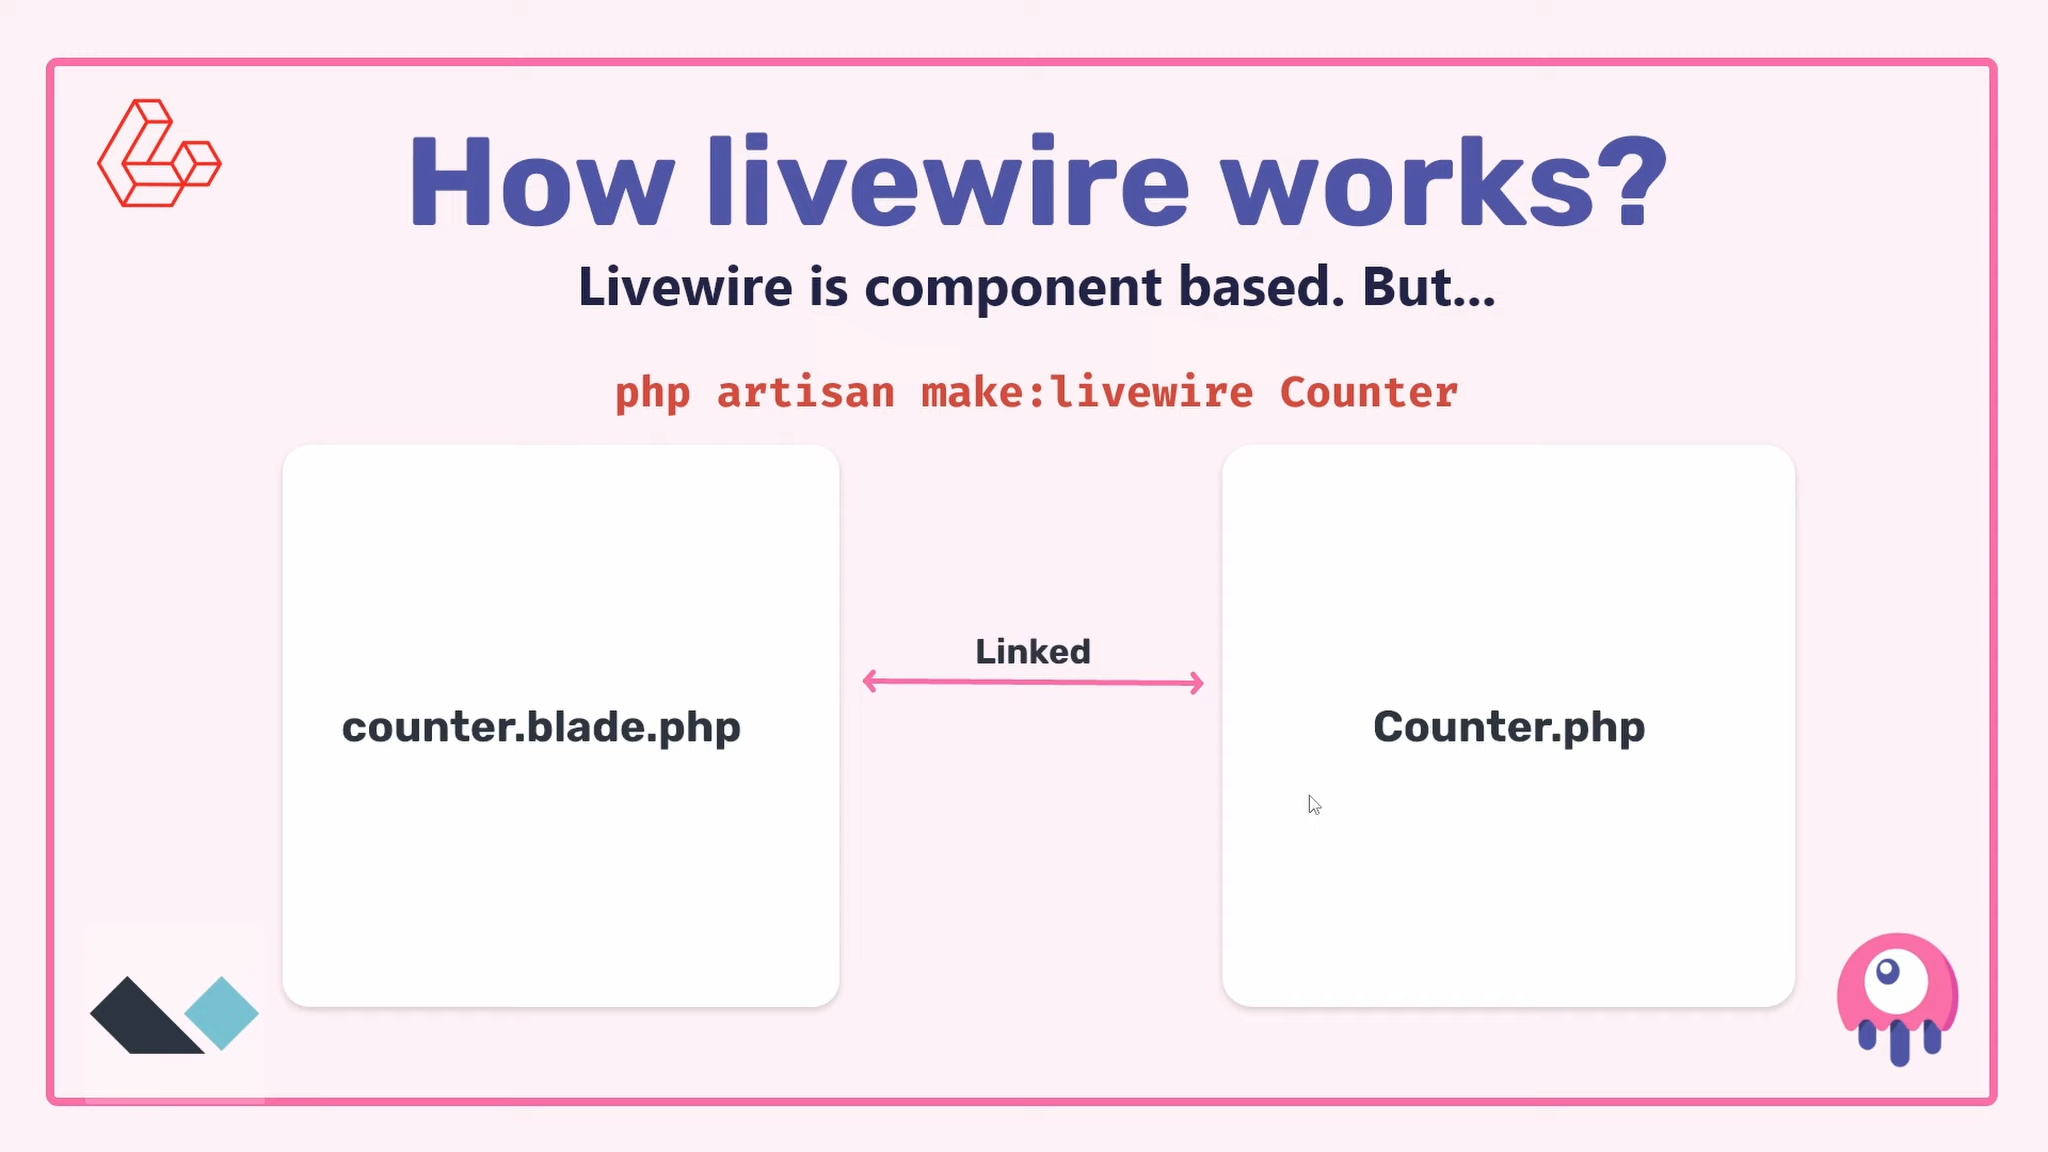 How livewire works?
Livewire is component based. But...
php artisan make:livewire Counter
Linked
counter.blade.php
Counter.php